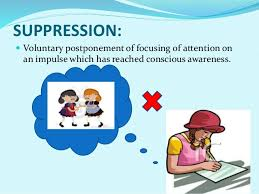 SUPPRESSION:
Voluntary postponement of focusing of attention on
an impulse which has reached conscious awareness.